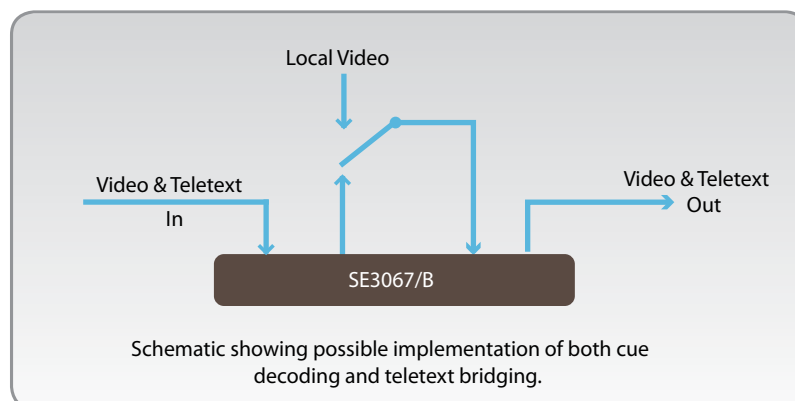 Local Video
Video & Teletext
In
Video & Teletext
Out
SE3067/B
Schematic showing possible implementation of both cue
decoding and teletext bridging.